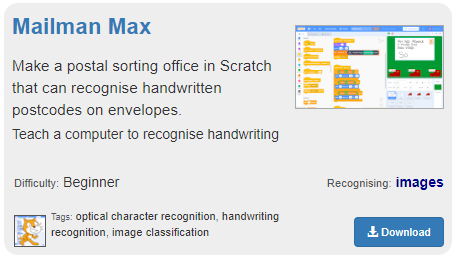 Mailman Max
Make a postal sorting office in Scratch
that can recognise handwritten
postcodes on envelopes.
Teach a computer to recognise handwriting
Difficulty: Beginner
Recognising: images
Tags: optical character recognition, handwriting
recognition, image classification
Download